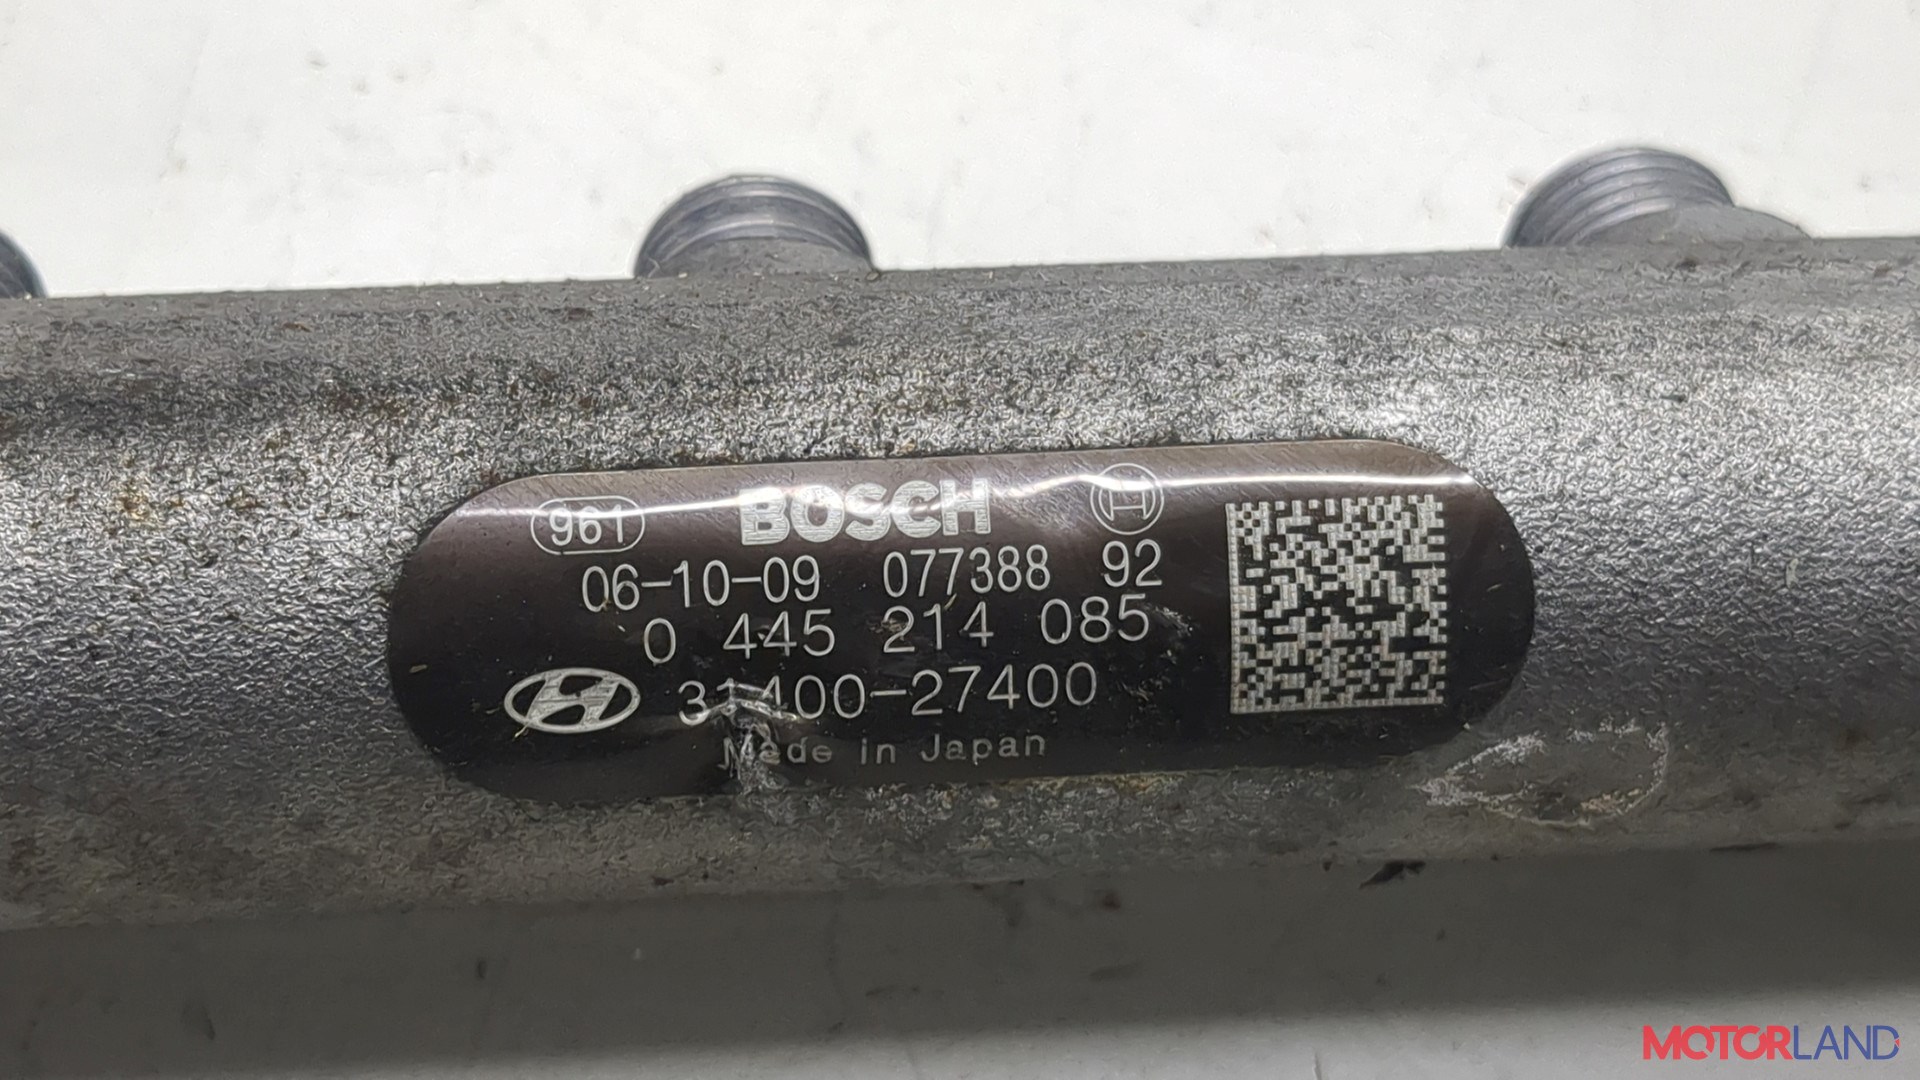 961 BOSCH
06-10-09 077388 92
0 445 214 085
31400-27400
Made in Japan
MOTORLAND